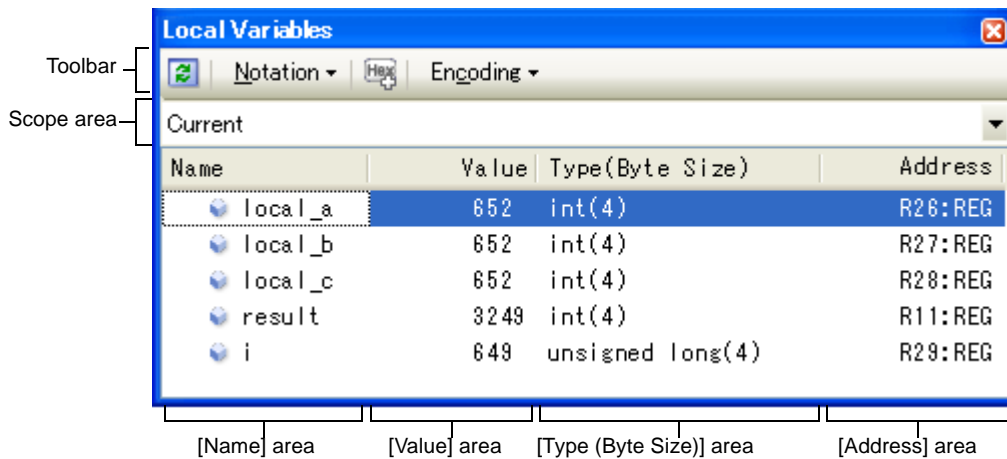 Local Variables
Toolbar
Notation Hex Encoding
Scope area
Current
Name Value Type(Byte Size) Address
local_a 652 int(4) R26:REG
local_b 652 int(4) R27:REG
local_c 652 int(4) R28:REG
result 3249 int(4) R11:REG
i 649 unsigned long(4) R29:REG
[Name] area [Value] area [Type (Byte Size)] area [Address] area